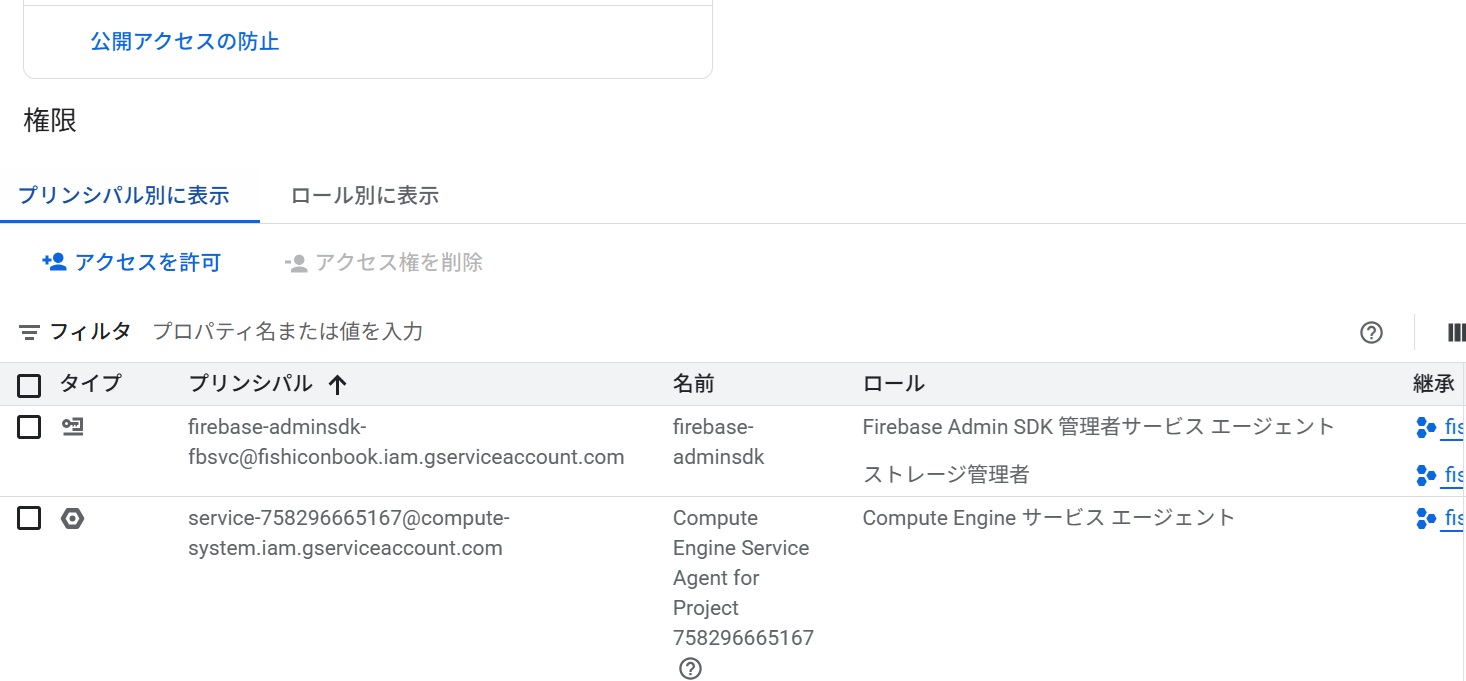 公開アクセスの防止
権限
プリンシパル別に表示 ロール別に表示
アクセスを許可 アクセス権を削除
フィルタ プロパティ名または値を入力
タイプ プリンシパル 名前 ロール 継承
firebase-adminsdk- firebase- Firebase Admin SDK 管理者サービス エージェント fis
fbsvc@fishiconbook.iam.gserviceaccount.com adminsdk
ストレージ管理者 fis
service-758296665167@compute- Compute Compute Engine サービス エージェント fis
system.iam.gserviceaccount.com Engine Service
Agent for
Project
758296665167